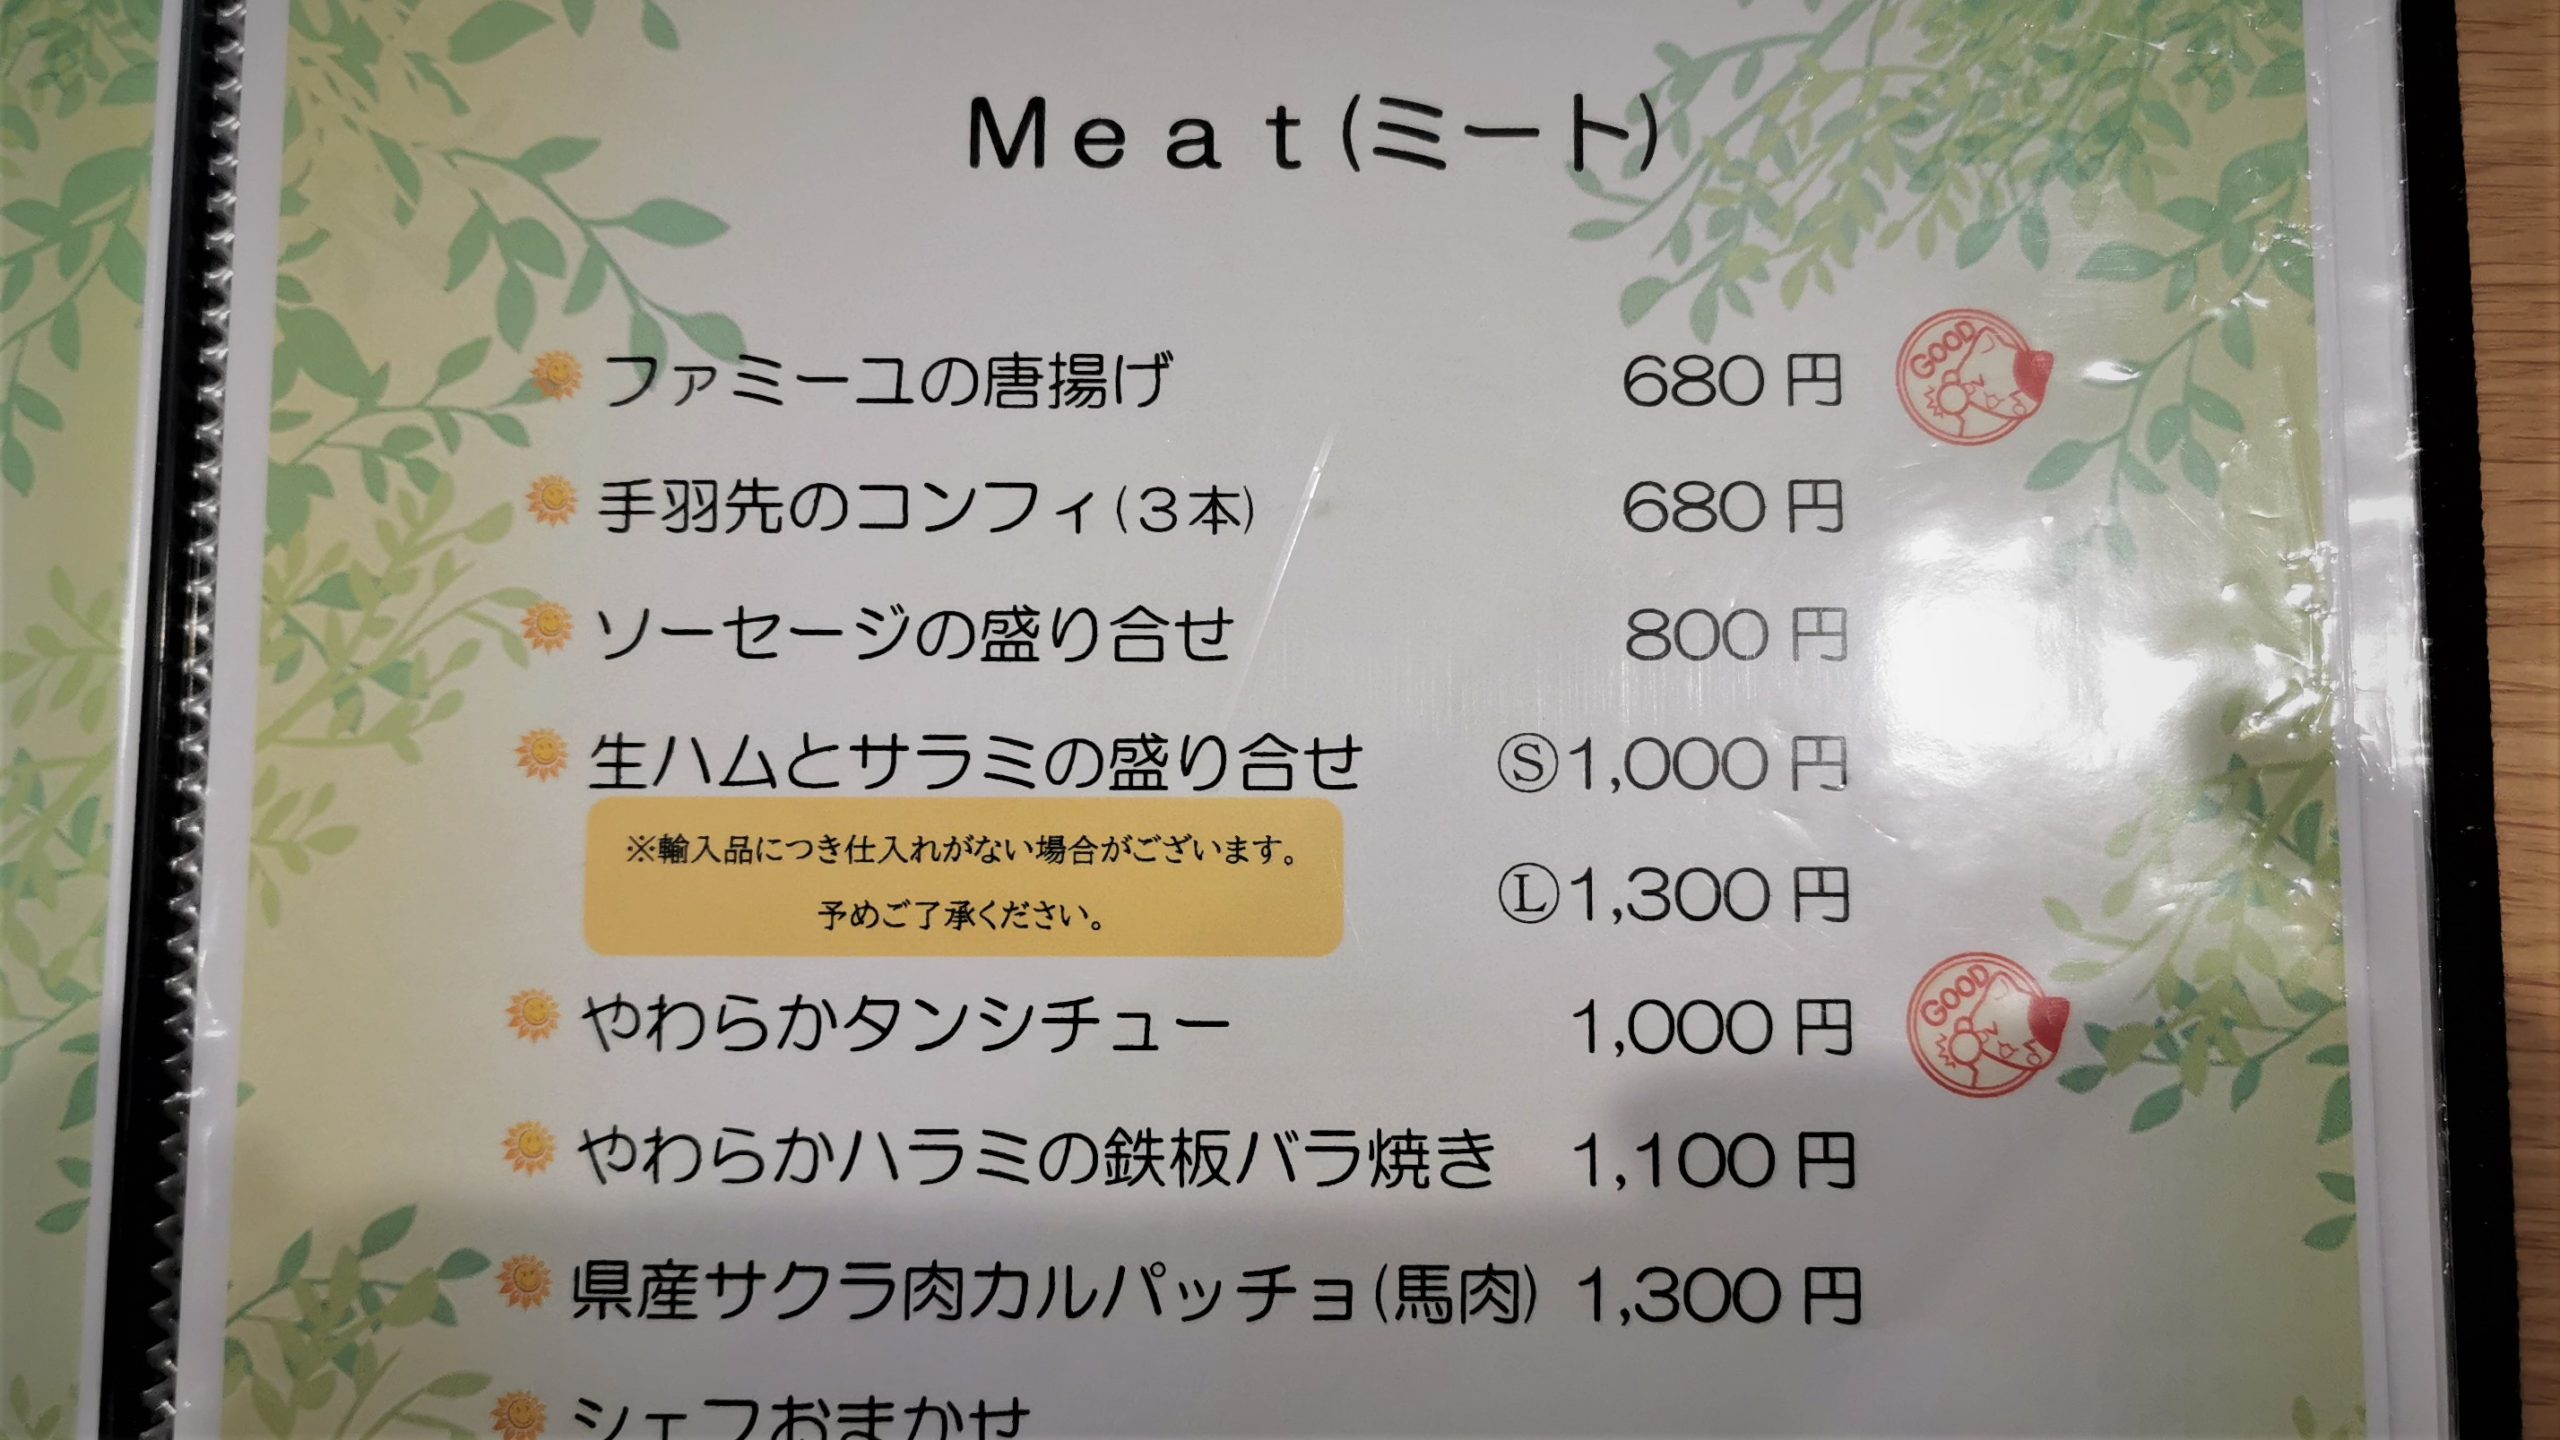 Meat(ミート)
ファミーユの唐揚げ 680円 GOOD
手羽先のコンフィ(3本) 680円
ソーセージの盛り合せ 800円
生ハムとサラミの盛り合せ Ⓢ1,000円
※輸入品につき仕入れがない場合がございます。
予めご了承ください。
Ⓛ1,300円
やわらかタンシチュー 1,000円 GOOD
やわらかハラミの鉄板バラ焼き 1,100円
県産サクラ肉カルパッチョ(馬肉) 1,300円
シェフおまかせ